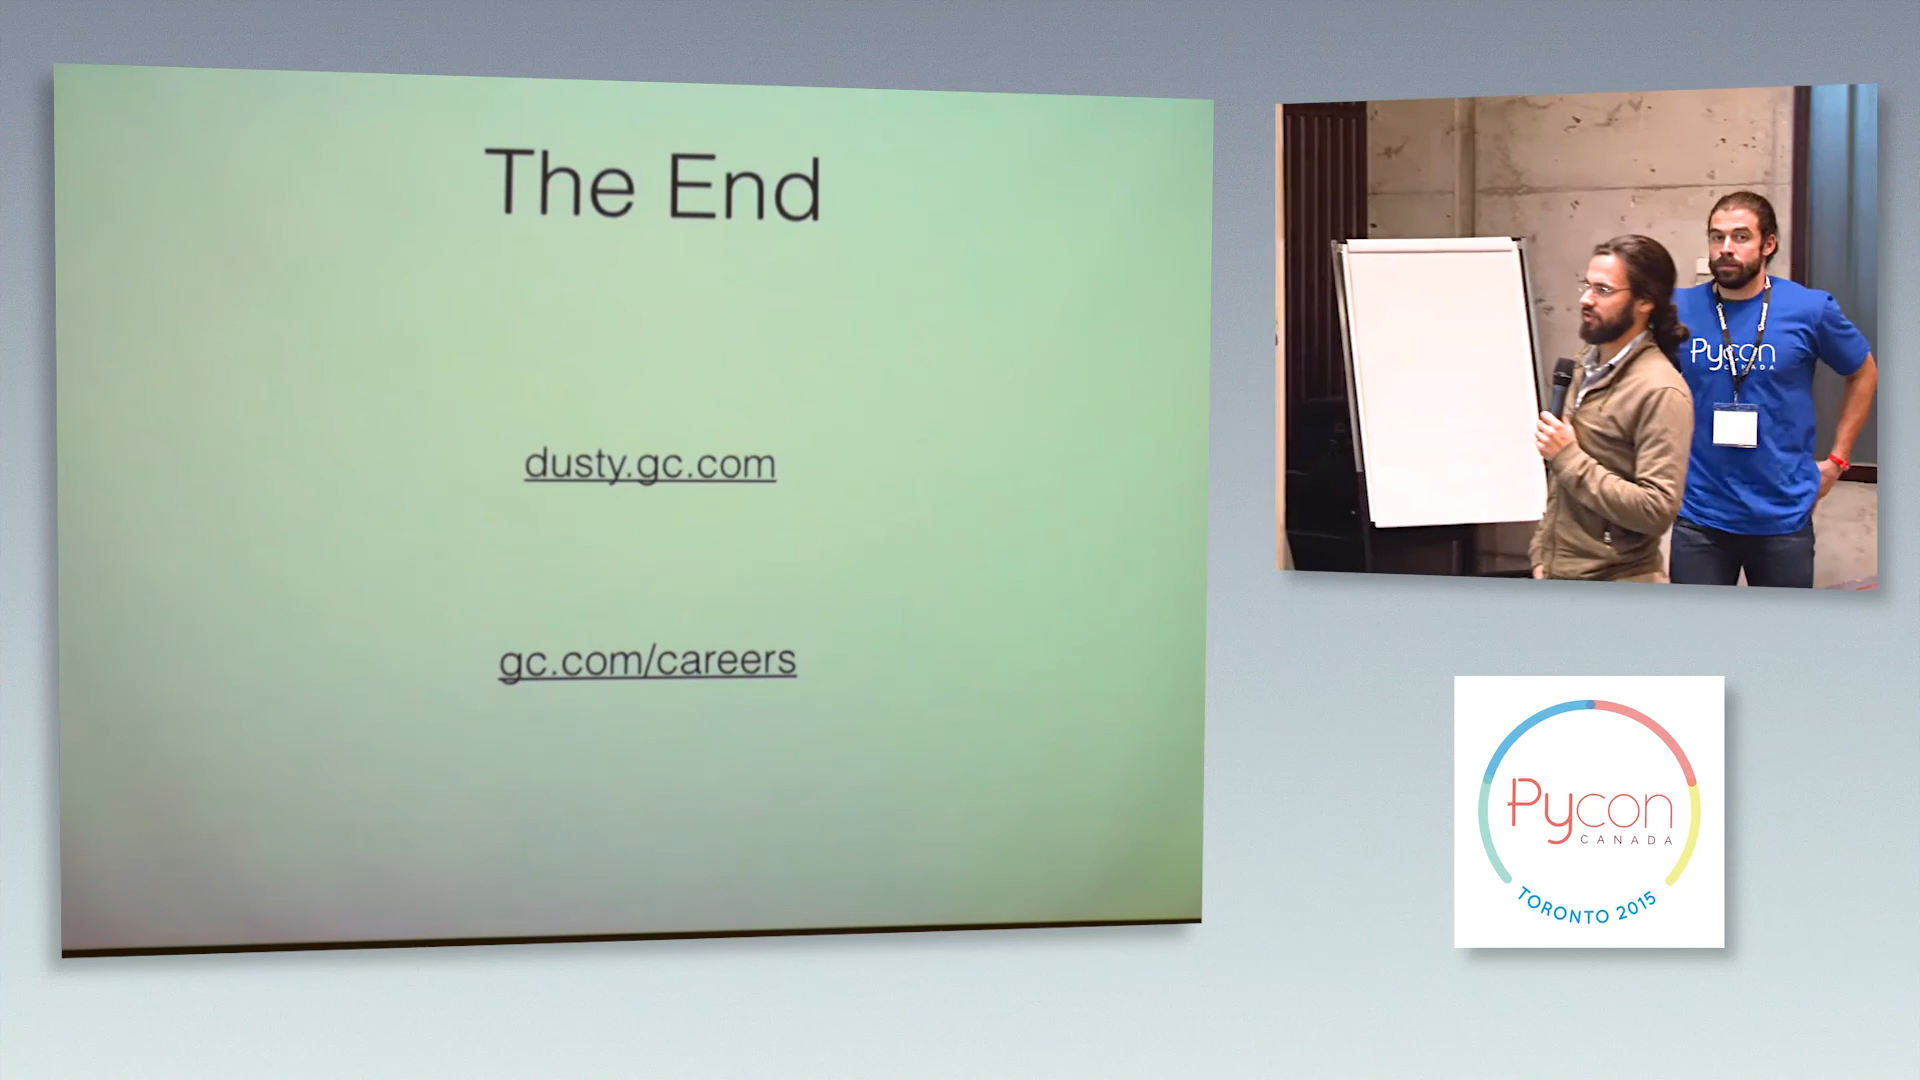 The End
dusty.gc.com
gc.com/careers
Pycon
CANADA
Pycon
CANADA
TORONTO 2015